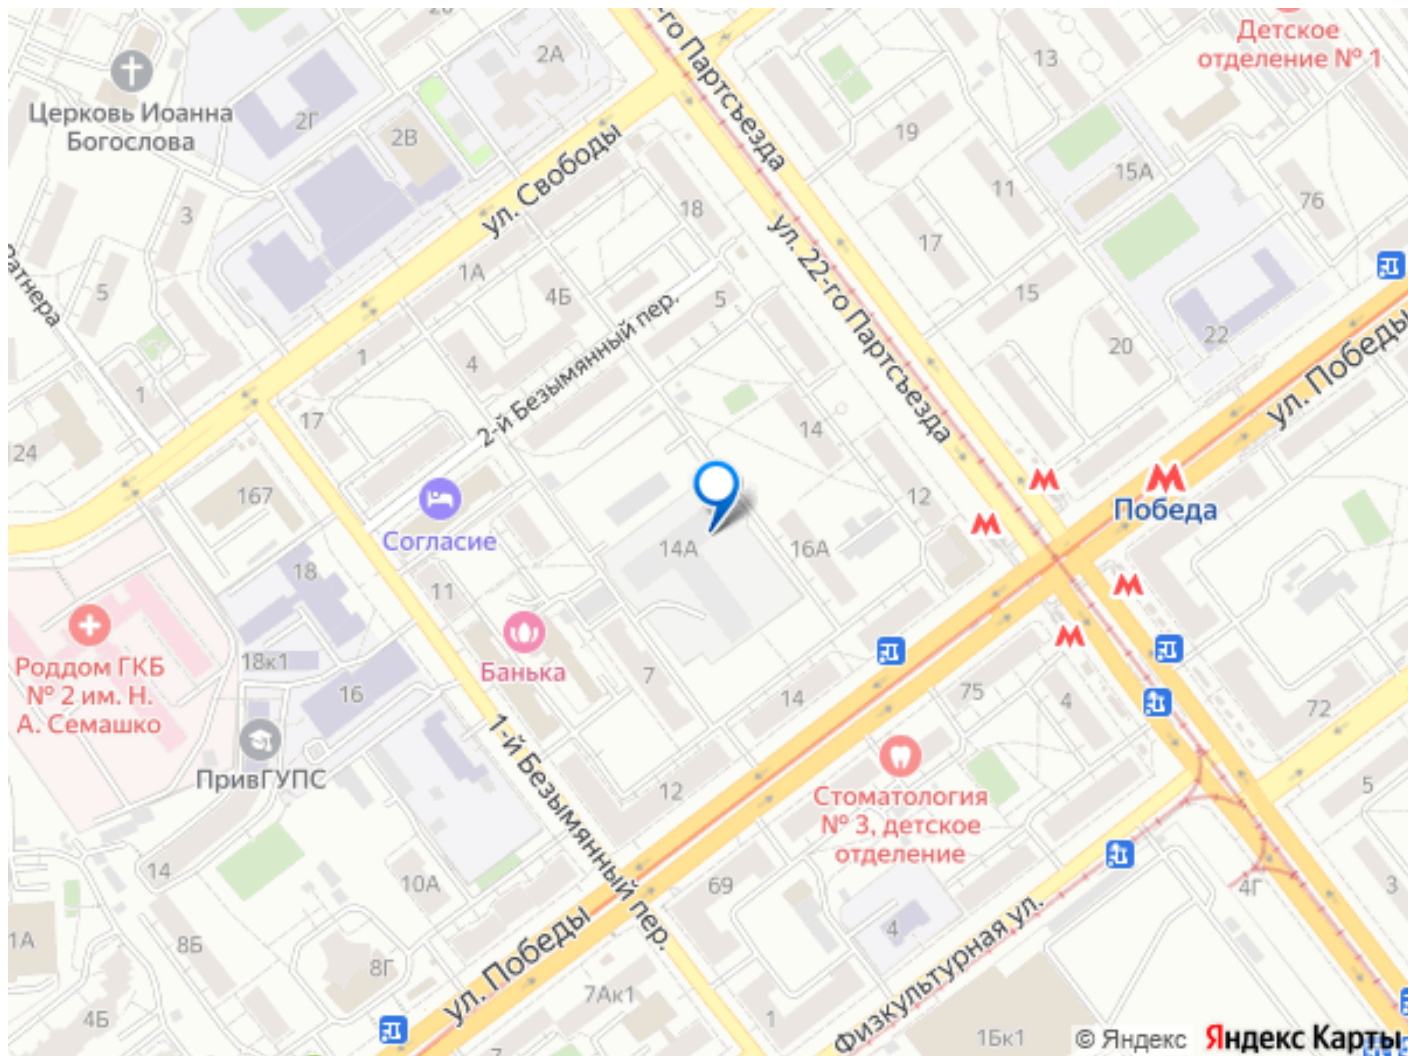 Детское
отделение № 1
2А
13
-го Партсъезда
Церковь Иоанна
Богослова
2Г
2В
19
ул. Свободы
15А
11
76
3
18
17
Ратнера
5
1А
4Б
5
ул. 22-го Партсъезда
15
1
4
2-й Безымянный пер.
20
22
ул. Победы
1
17
14
24
167
12
Победа
Согласие
14А
16А
18
11
Роддом ГКБ
№ 2 им. Н.
А. Семашко
18к1
Банька
16
7
14
75
4
72
ПривГУПС
1-й Безымянный пер.
12
Стоматология
№ 3, детское
отделение
5
14
10А
69
4Г
3
1А
8Б
8Г
4
Физкультурная ул.
ул. Победы
7Ак1
4Б
7
1
1Бк1
© Яндекс Яндекс Карты